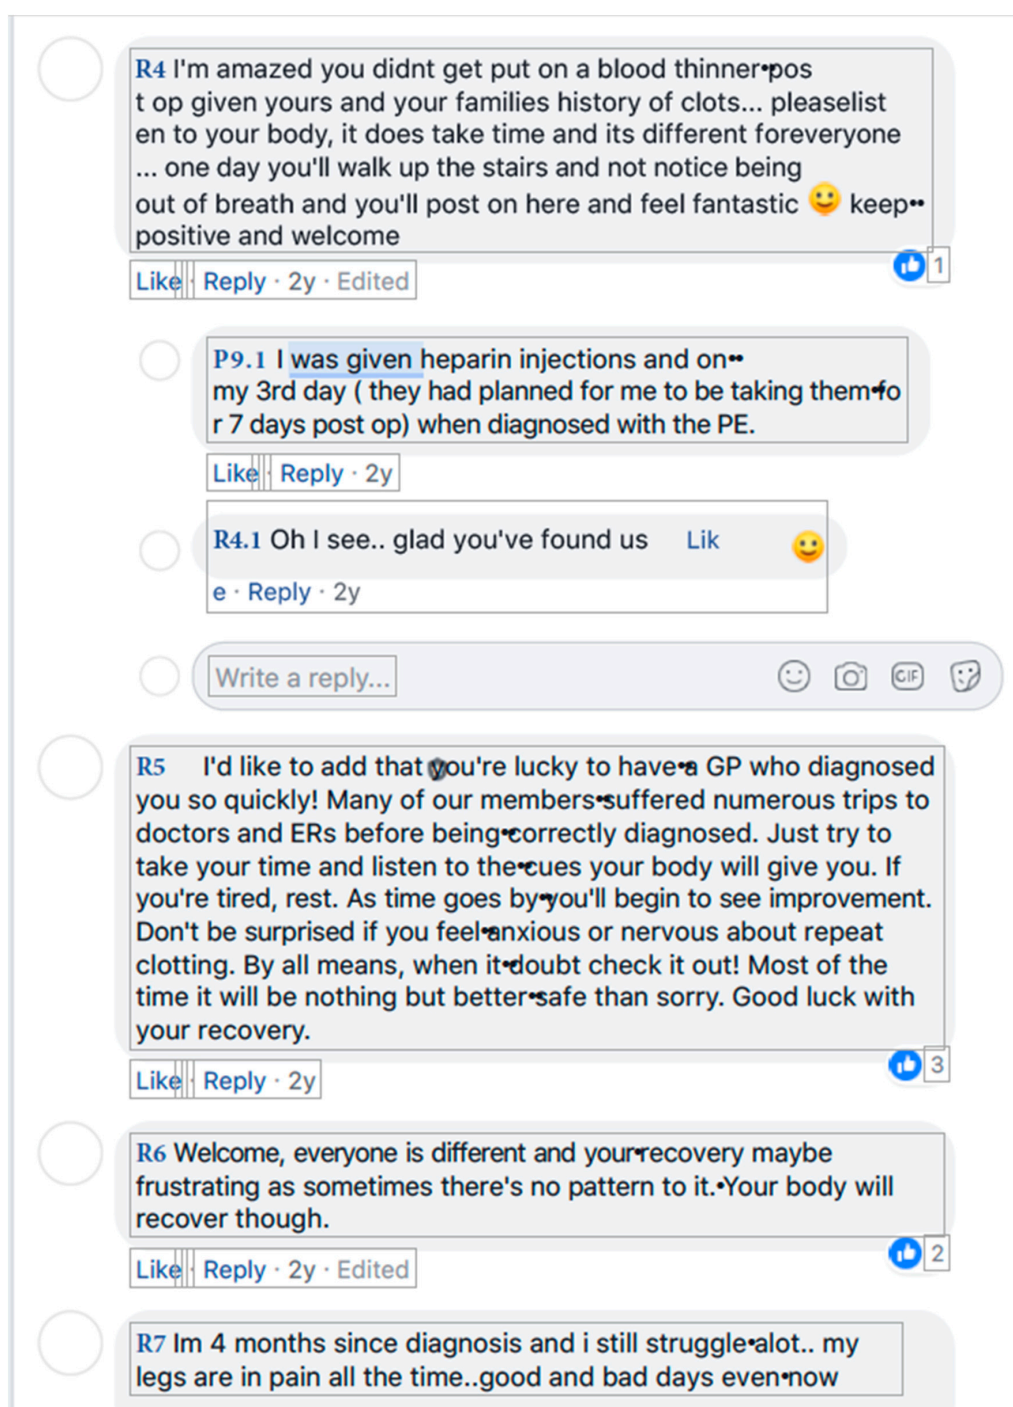 R4 I'm amazed you didnt get put on a blood thinner pos
t op given yours and your families history of clots... pleaselist
en to your body, it does take time and its different foreveryone
... one day you'll walk up the stairs and not notice being
out of breath and you'll post on here and feel fantastic 🙂 keep
positive and welcome
1
Like · Reply · 2y · Edited
P9.1 I was given heparin injections and on
my 3rd day ( they had planned for me to be taking them fo
r 7 days post op) when diagnosed with the PE.
Like · Reply · 2y
R4.1 Oh I see.. glad you've found us Lik 🙂
e · Reply · 2y
Write a reply...
GIF
R5 I'd like to add that you're lucky to have a GP who diagnosed
you so quickly! Many of our members suffered numerous trips to
doctors and ERs before being correctly diagnosed. Just try to
take your time and listen to the cues your body will give you. If
you're tired, rest. As time goes by you'll begin to see improvement.
Don't be surprised if you feel anxious or nervous about repeat
clotting. By all means, when it doubt check it out! Most of the
time it will be nothing but better safe than sorry. Good luck with
your recovery.
3
Like · Reply · 2y
R6 Welcome, everyone is different and your recovery maybe
frustrating as sometimes there's no pattern to it. Your body will
recover though.
2
Like · Reply · 2y · Edited
R7 Im 4 months since diagnosis and i still struggle alot.. my
legs are in pain all the time..good and bad days even now